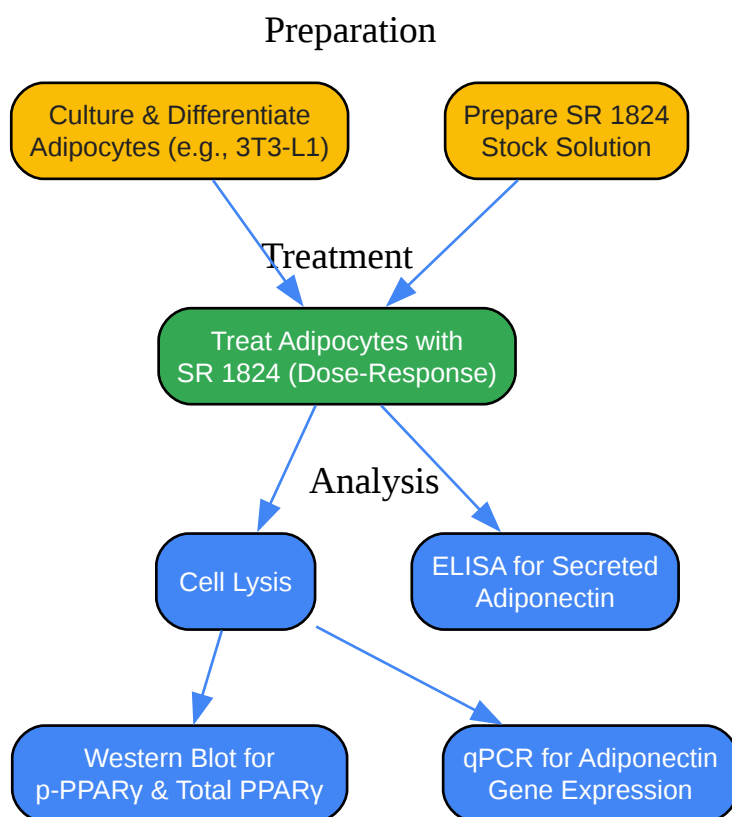 Preparation
Culture & Differentiate
Adipocytes (e.g., 3T3-L1)
Prepare SR 1824
Stock Solution
Treatment
Treat Adipocytes with
SR 1824 (Dose-Response)
Analysis
Cell Lysis
ELISA for Secreted
Adiponectin
Western Blot for
p-PPARγ & Total PPARγ
qPCR for Adiponectin
Gene Expression